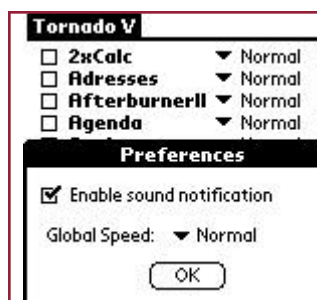 Tornado V
2xCalc Normal
Adresses Normal
AfterburnerII Normal
Agenda Normal
Preferences
Enable sound notification
Global Speed: Normal
OK